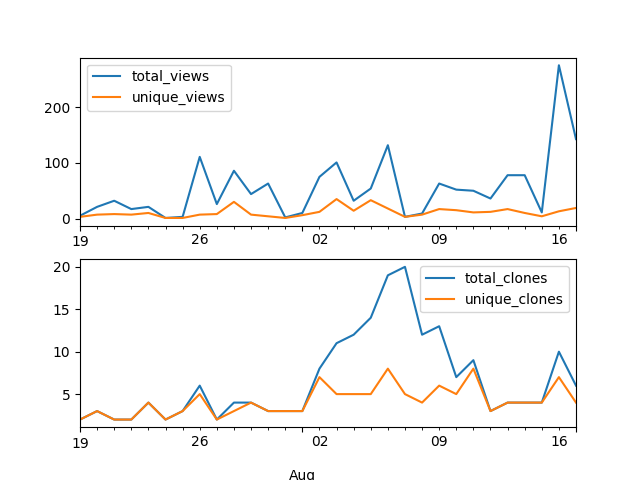 total_views
unique_views
200
100
0
19 26 02 09 16
total_clones
unique_clones
20
15
10
5
19 26 02 09 16
Aug